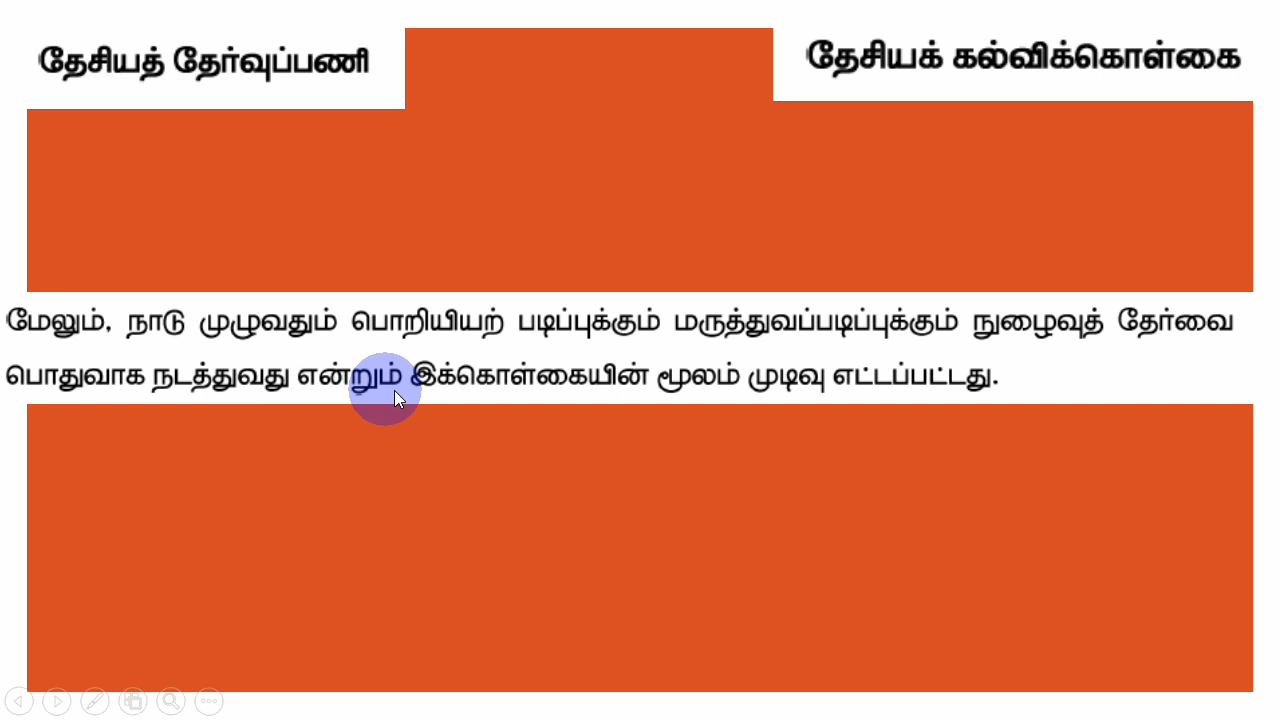 தேசியத் தேர்வுப்பணி
தேசியக் கல்விக்கொள்கை
மேலும், நாடு முழுவதும் பொறியியற் படிப்புக்கும் மருத்துவப்படிப்புக்கும் நுழைவுத் தேர்வை
பொதுவாக நடத்துவது என்றும் இக்கொள்கையின் மூலம் முடிவு எட்டப்பட்டது.